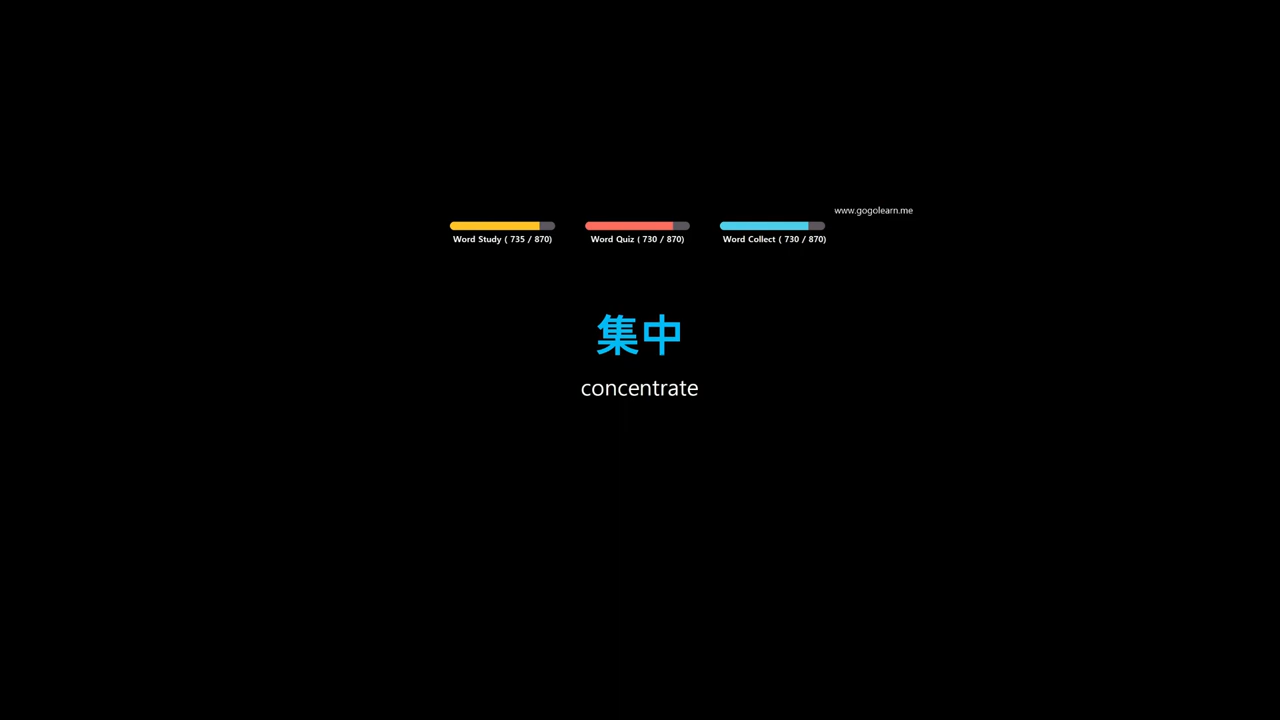 www.gogolearn.me
Word Study ( 735 / 870)
Word Quiz ( 730 / 870)
Word Collect ( 730 / 870)
集中
concentrate